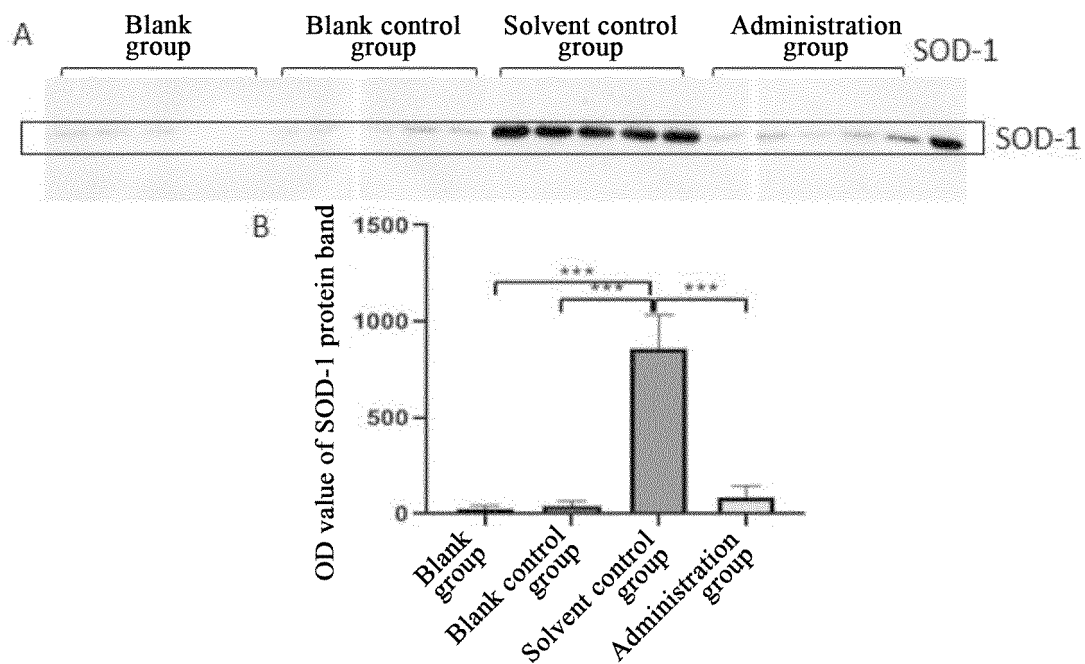 A
Blank
group
Blank control
group
Solvent control
group
Administration
group
SOD-1
SOD-1
B
OD value of SOD-1 protein band
1500
1000
500
0
***
***
***
Blank
group
Blank control
group
Solvent control
group
Administration
group